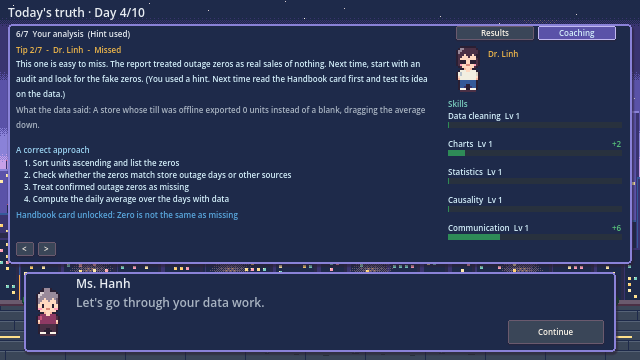 Today's truth · Day 4/10
6/7 Your analysis (Hint used)
Results
Coaching
Tip 2/7 - Dr. Linh - Missed
This one is easy to miss. The report treated outage zeros as real sales of nothing. Next time, start with an
audit and look for the fake zeros. (You used a hint. Next time read the Handbook card first and test its idea
on the data.)
What the data said: A store whose till was offline exported 0 units instead of a blank, dragging the average
down.
A correct approach
1. Sort units ascending and list the zeros
2. Check whether the zeros match store outage days or other sources
3. Treat confirmed outage zeros as missing
4. Compute the daily average over the days with data
Handbook card unlocked: Zero is not the same as missing
< >
Dr. Linh
Skills
Data cleaning Lv 1
Charts Lv 1 +2
Statistics Lv 1
Causality Lv 1
Communication Lv 1 +6
Ms. Hanh
Let's go through your data work.
Continue